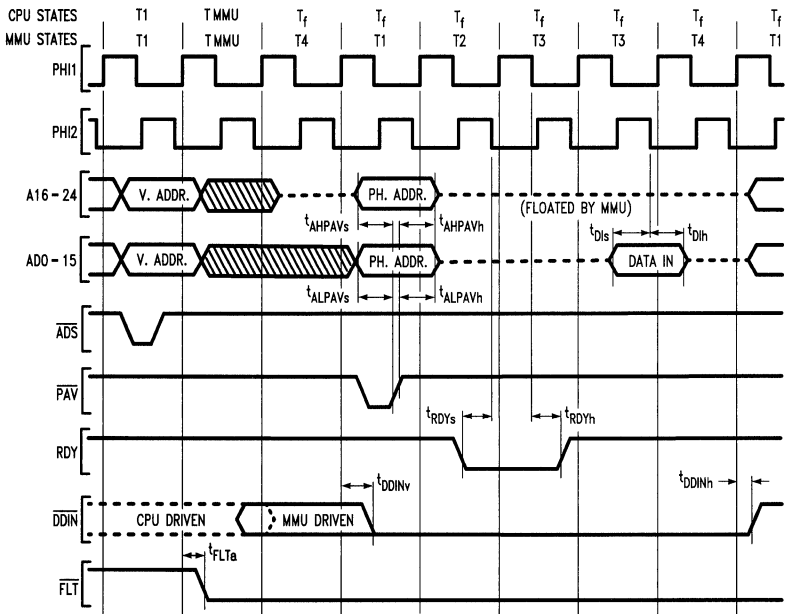 CPU STATES T1 TMMU Tf Tf Tf Tf Tf Tf Tf
MMU STATES T1 TMMU T4 T1 T2 T3 T3 T4 T1
PHI1
PHI2
A16-24 V. ADDR. PH. ADDR.
(FLOATED BY MMU)
tAHPAVs tAHPAVh
tDIs tDIh
AD0-15 V. ADDR. PH. ADDR. DATA IN
tALPAVs tALPAVh
ADS
PAV
tRDYs tRDYh
RDY
tDDINv tDDINh
DDIN CPU DRIVEN MMU DRIVEN
tFLTa
FLT